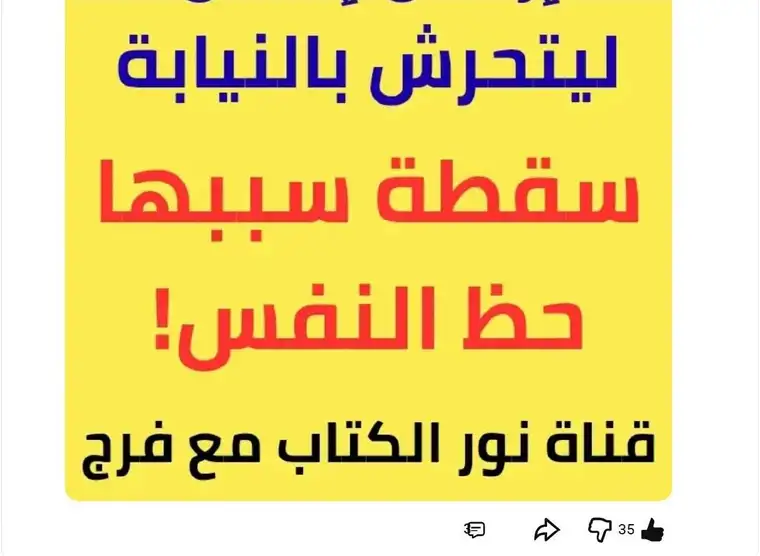 ليتحرش بالنيابة
سقطة سببها
حظ النفس!
قناة نور الكتاب مع فرج
35